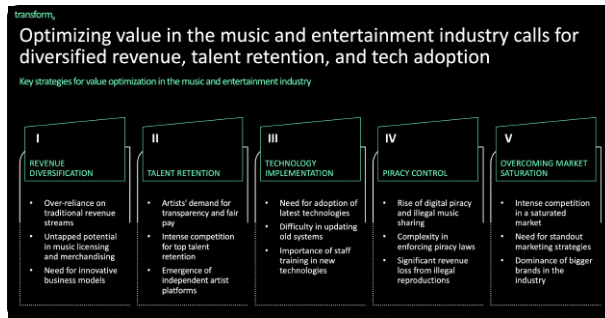 transform
Optimizing value in the music and entertainment industry calls for
diversified revenue, talent retention, and tech adoption
Key strategies for value optimization in the music and entertainment industry
I
REVENUE
DIVERSIFICATION
• Over-reliance on
traditional revenue
streams
• Untapped potential
in music licensing
and merchandising
• Need for innovative
business models
II
TALENT RETENTION
• Artists' demand for
transparency and fair
pay
• Intense competition
for top talent
retention
• Emergence of
independent artist
platforms
III
TECHNOLOGY
IMPLEMENTATION
• Need for adoption of
latest technologies
• Difficulty in updating
old systems
• Importance of staff
training in new
technologies
IV
PIRACY CONTROL
• Rise of digital piracy
and illegal music
sharing
• Complexity in
enforcing piracy laws
• Significant revenue
loss from illegal
reproductions
V
OVERCOMING MARKET
SATURATION
• Intense competition
in a saturated
market
• Need for standout
marketing strategies
• Dominance of bigger
brands in the
industry